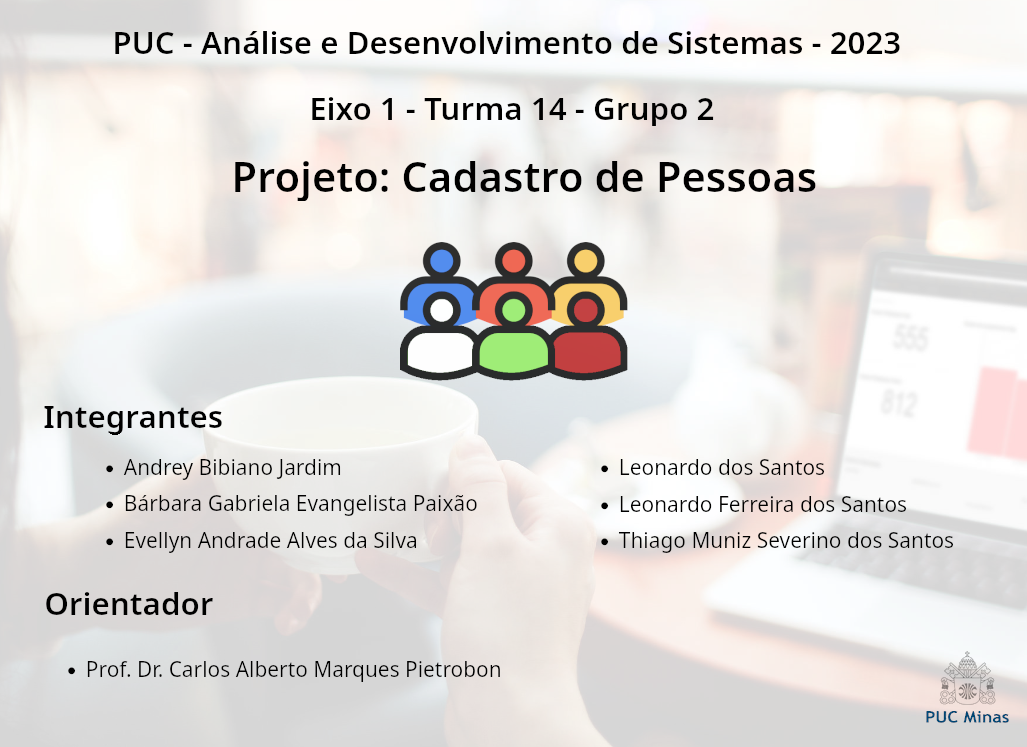 PUC - Análise e Desenvolvimento de Sistemas - 2023
Eixo 1 - Turma 14 - Grupo 2
Projeto: Cadastro de Pessoas
Integrantes
• Andrey Bibiano Jardim
• Bárbara Gabriela Evangelista Paixão
• Evellyn Andrade Alves da Silva
• Leonardo dos Santos
• Leonardo Ferreira dos Santos
• Thiago Muniz Severino dos Santos
555
812
Orientador
• Prof. Dr. Carlos Alberto Marques Pietrobon
PUC Minas